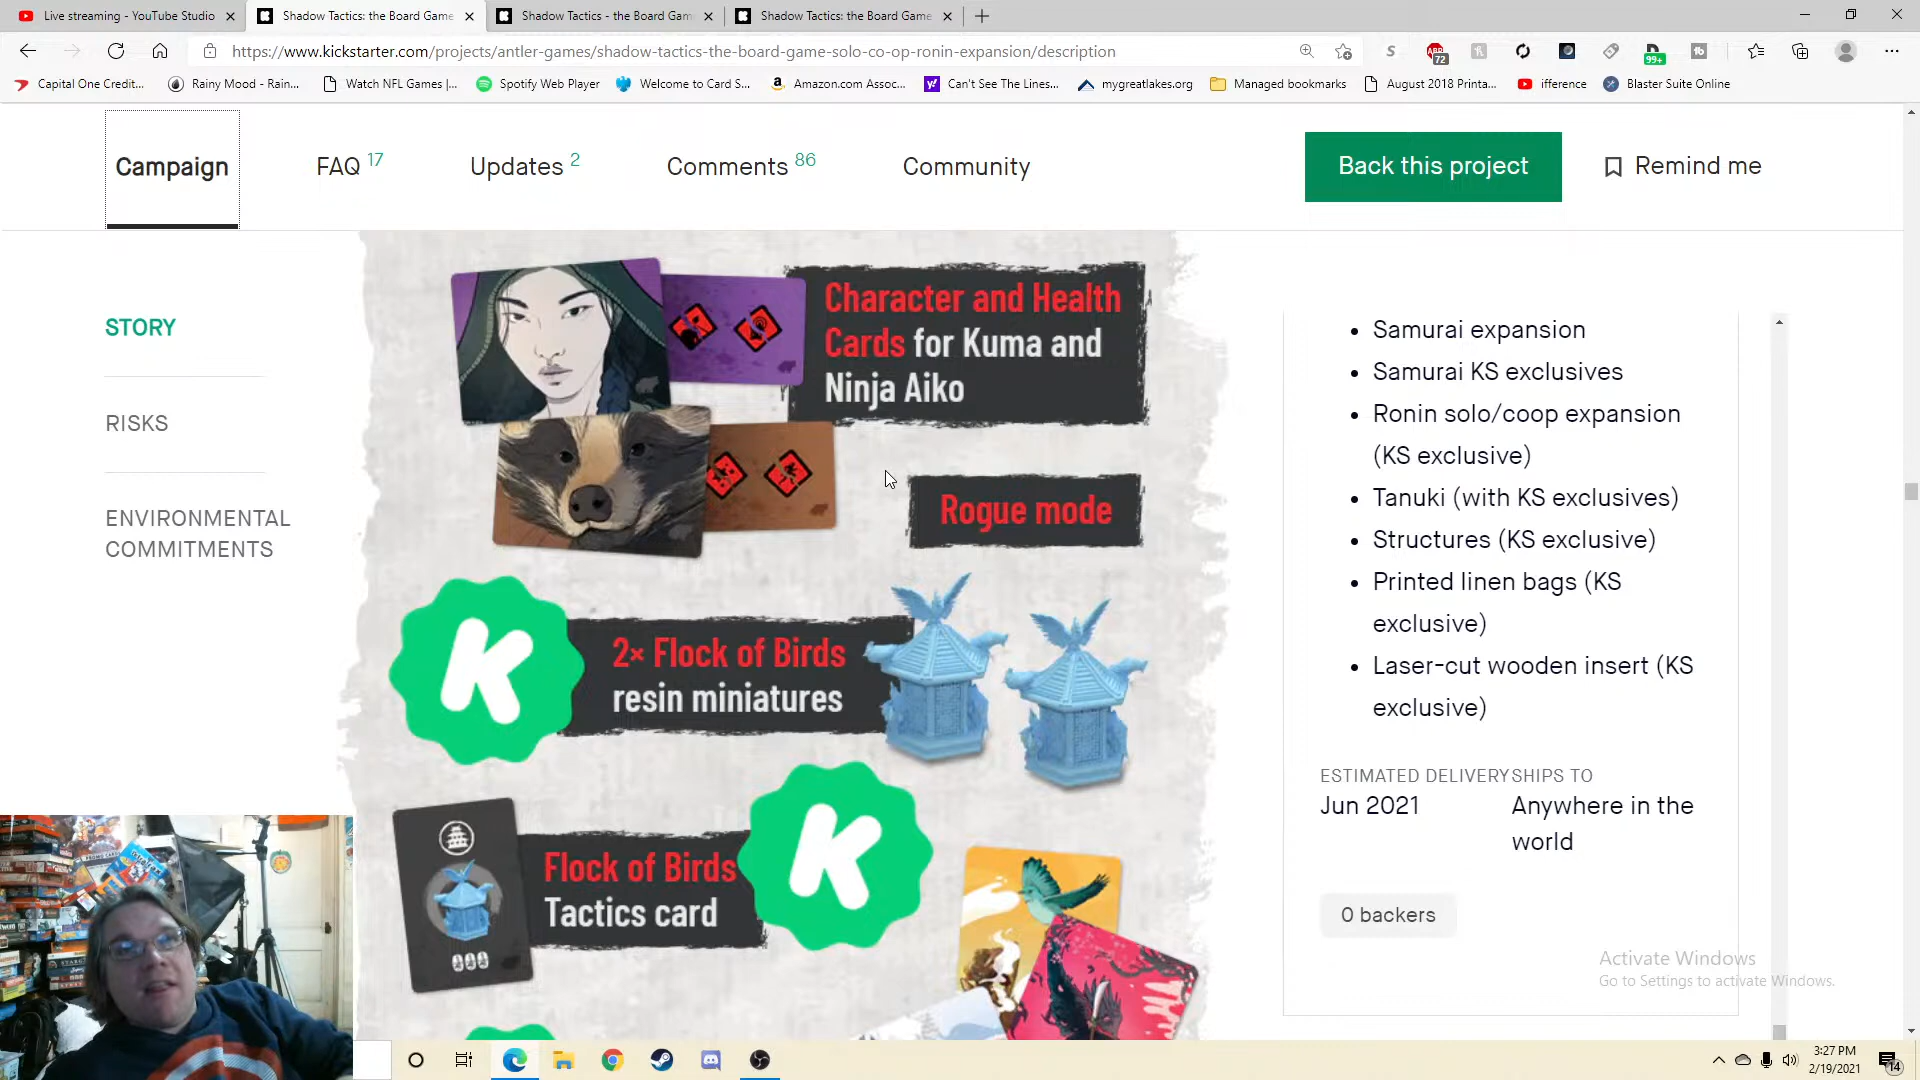 Live streaming - YouTube Studio
Shadow Tactics: the Board Game
Shadow Tactics - the Board Gam
Shadow Tactics: the Board Game
https://www.kickstarter.com/projects/antler-games/shadow-tactics-the-board-game-solo-co-op-ronin-expansion/description
72
99+
Capital One Credit...
Rainy Mood - Rain...
Watch NFL Games |...
Spotify Web Player
Welcome to Card S...
Amazon.com Assoc...
Can't See The Lines...
mygreatlakes.org
Managed bookmarks
August 2018 Printa...
ifference
Blaster Suite Online
Campaign
FAQ 17
Updates 2
Comments 86
Community
Back this project
Remind me
STORY
RISKS
ENVIRONMENTAL
COMMITMENTS
Character and Health
Cards for Kuma and
Ninja Aiko
Rogue mode
K
2× Flock of Birds
resin miniatures
Flock of Birds
Tactics card
K
• Samurai expansion
• Samurai KS exclusives
• Ronin solo/coop expansion
(KS exclusive)
• Tanuki (with KS exclusives)
• Structures (KS exclusive)
• Printed linen bags (KS
exclusive)
• Laser-cut wooden insert (KS
exclusive)
ESTIMATED DELIVERY
Jun 2021
SHIPS TO
Anywhere in the
world
0 backers
Activate Windows
Go to Settings to activate Windows.
3:27 PM
2/19/2021
14